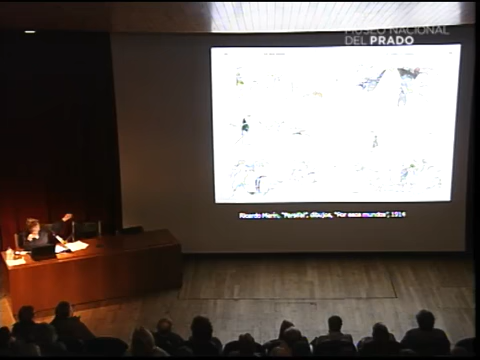 MUSEO NACIONAL
DEL PRADO
Ricardo Marín, "Parsifal", dibujos, "Por esos mundos", 1914